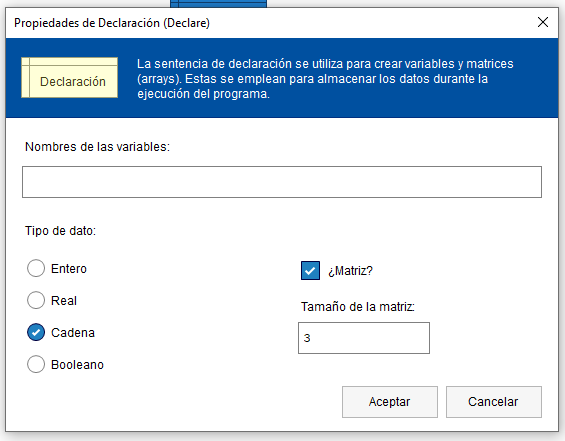 Propiedades de Declaración (Declare)
Declaración
La sentencia de declaración se utiliza para crear variables y matrices
(arrays). Estas se emplean para almacenar los datos durante la
ejecución del programa.
Nombres de las variables:
Tipo de dato:
Entero
¿Matriz?
Real
Tamaño de la matriz:
Cadena
3
Booleano
Aceptar
Cancelar